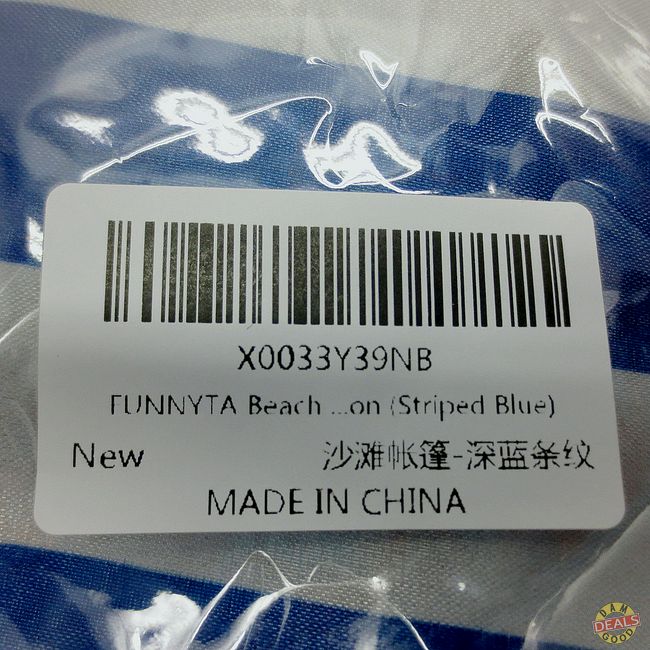 X0033Y39NB
FUNNYTA Beach ...on (Striped Blue)
New 沙滩帐篷-深蓝条纹
MADE IN CHINA
DAM
DEALS
GOOD